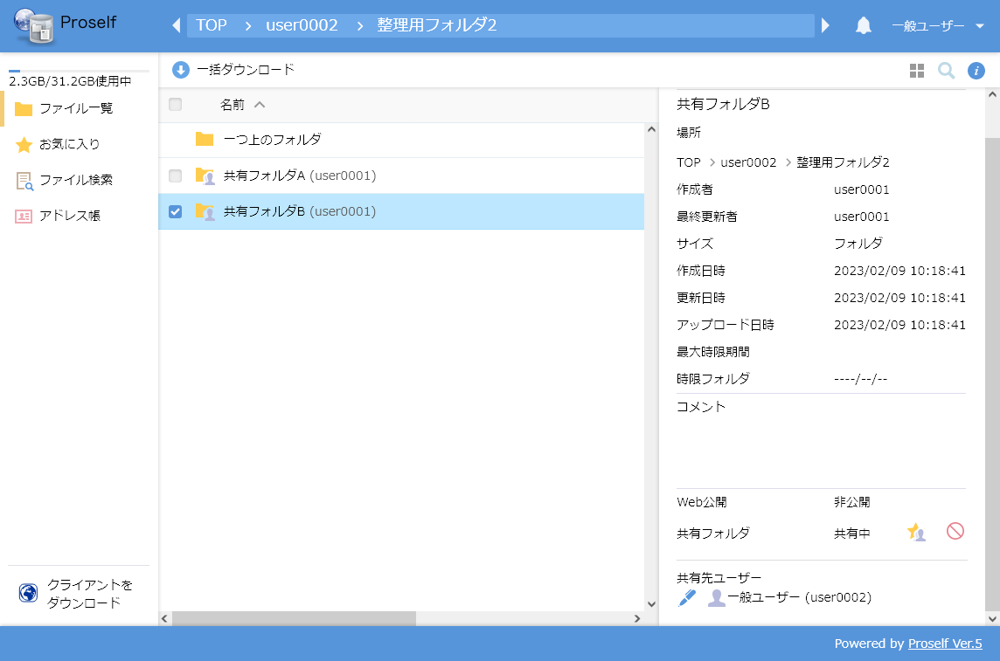 Proself
TOP > user0002 > 整理用フォルダ2
一般ユーザー
2.3GB/31.2GB使用中
ファイル一覧
お気に入り
ファイル検索
アドレス帳
クライアントを
ダウンロード
一括ダウンロード
名前
一つ上のフォルダ
共有フォルダA (user0001)
共有フォルダB (user0001)
共有フォルダB
場所
TOP > user0002 > 整理用フォルダ2
作成者 user0001
最終更新者 user0001
サイズ フォルダ
作成日時 2023/02/09 10:18:41
更新日時 2023/02/09 10:18:41
アップロード日時 2023/02/09 10:18:41
最大時限期間
時限フォルダ ----/--/--
コメント
Web公開 非公開
共有フォルダ 共有中
共有先ユーザー
一般ユーザー (user0002)
Powered by Proself Ver.5